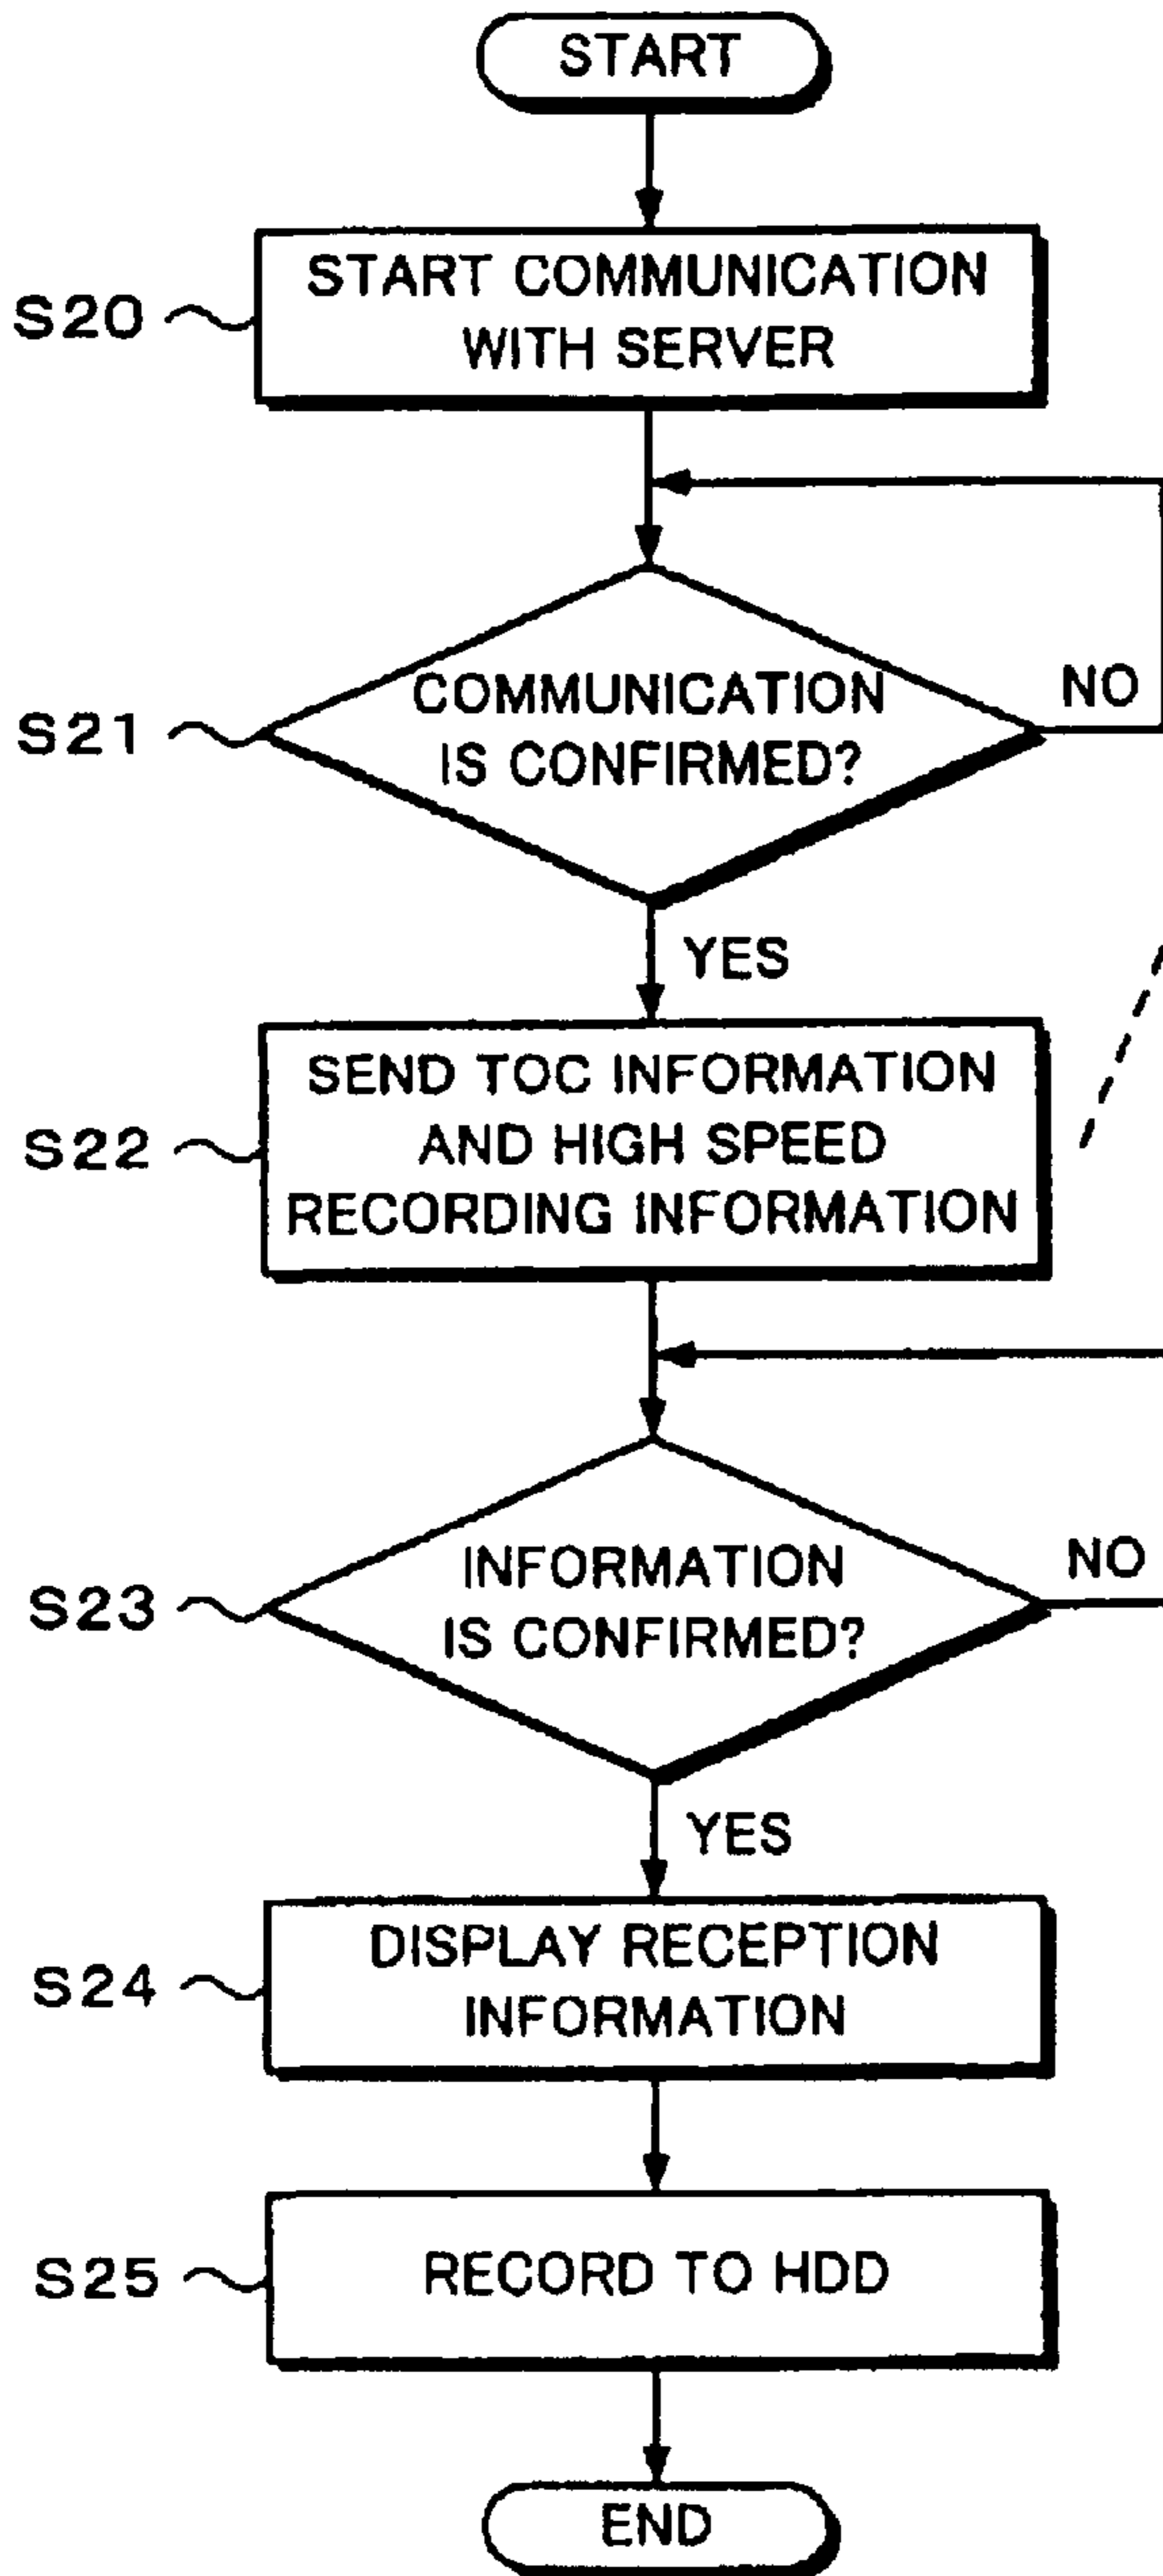 START
S20
START COMMUNICATION
WITH SERVER
S21
COMMUNICATION
IS CONFIRMED?
NO
YES
S22
SEND TOC INFORMATION
AND HIGH SPEED
RECORDING INFORMATION
S23
INFORMATION
IS CONFIRMED?
NO
YES
S24
DISPLAY RECEPTION
INFORMATION
S25
RECORD TO HDD
END